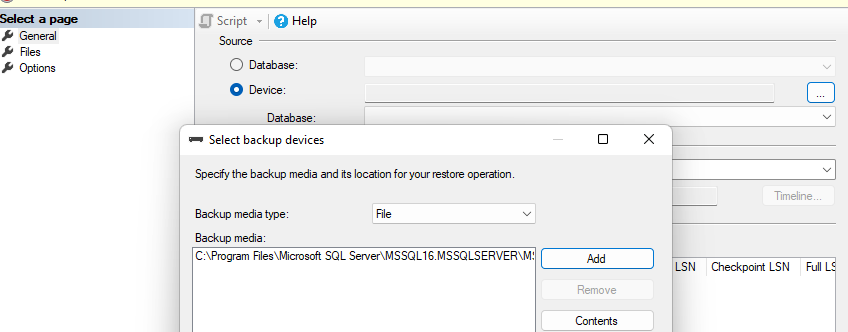 Select a page
Script
Help
General
Files
Options
Source
Database:
Device:
...
Database:
Select backup devices
Specify the backup media and its location for your restore operation.
Backup media type:
File
Timeline...
Backup media:
C:\Program Files\Microsoft SQL Server\MSSQL16.MSSQLSERVER\MS
Add
LSN
Checkpoint LSN
Full LS
Remove
Contents